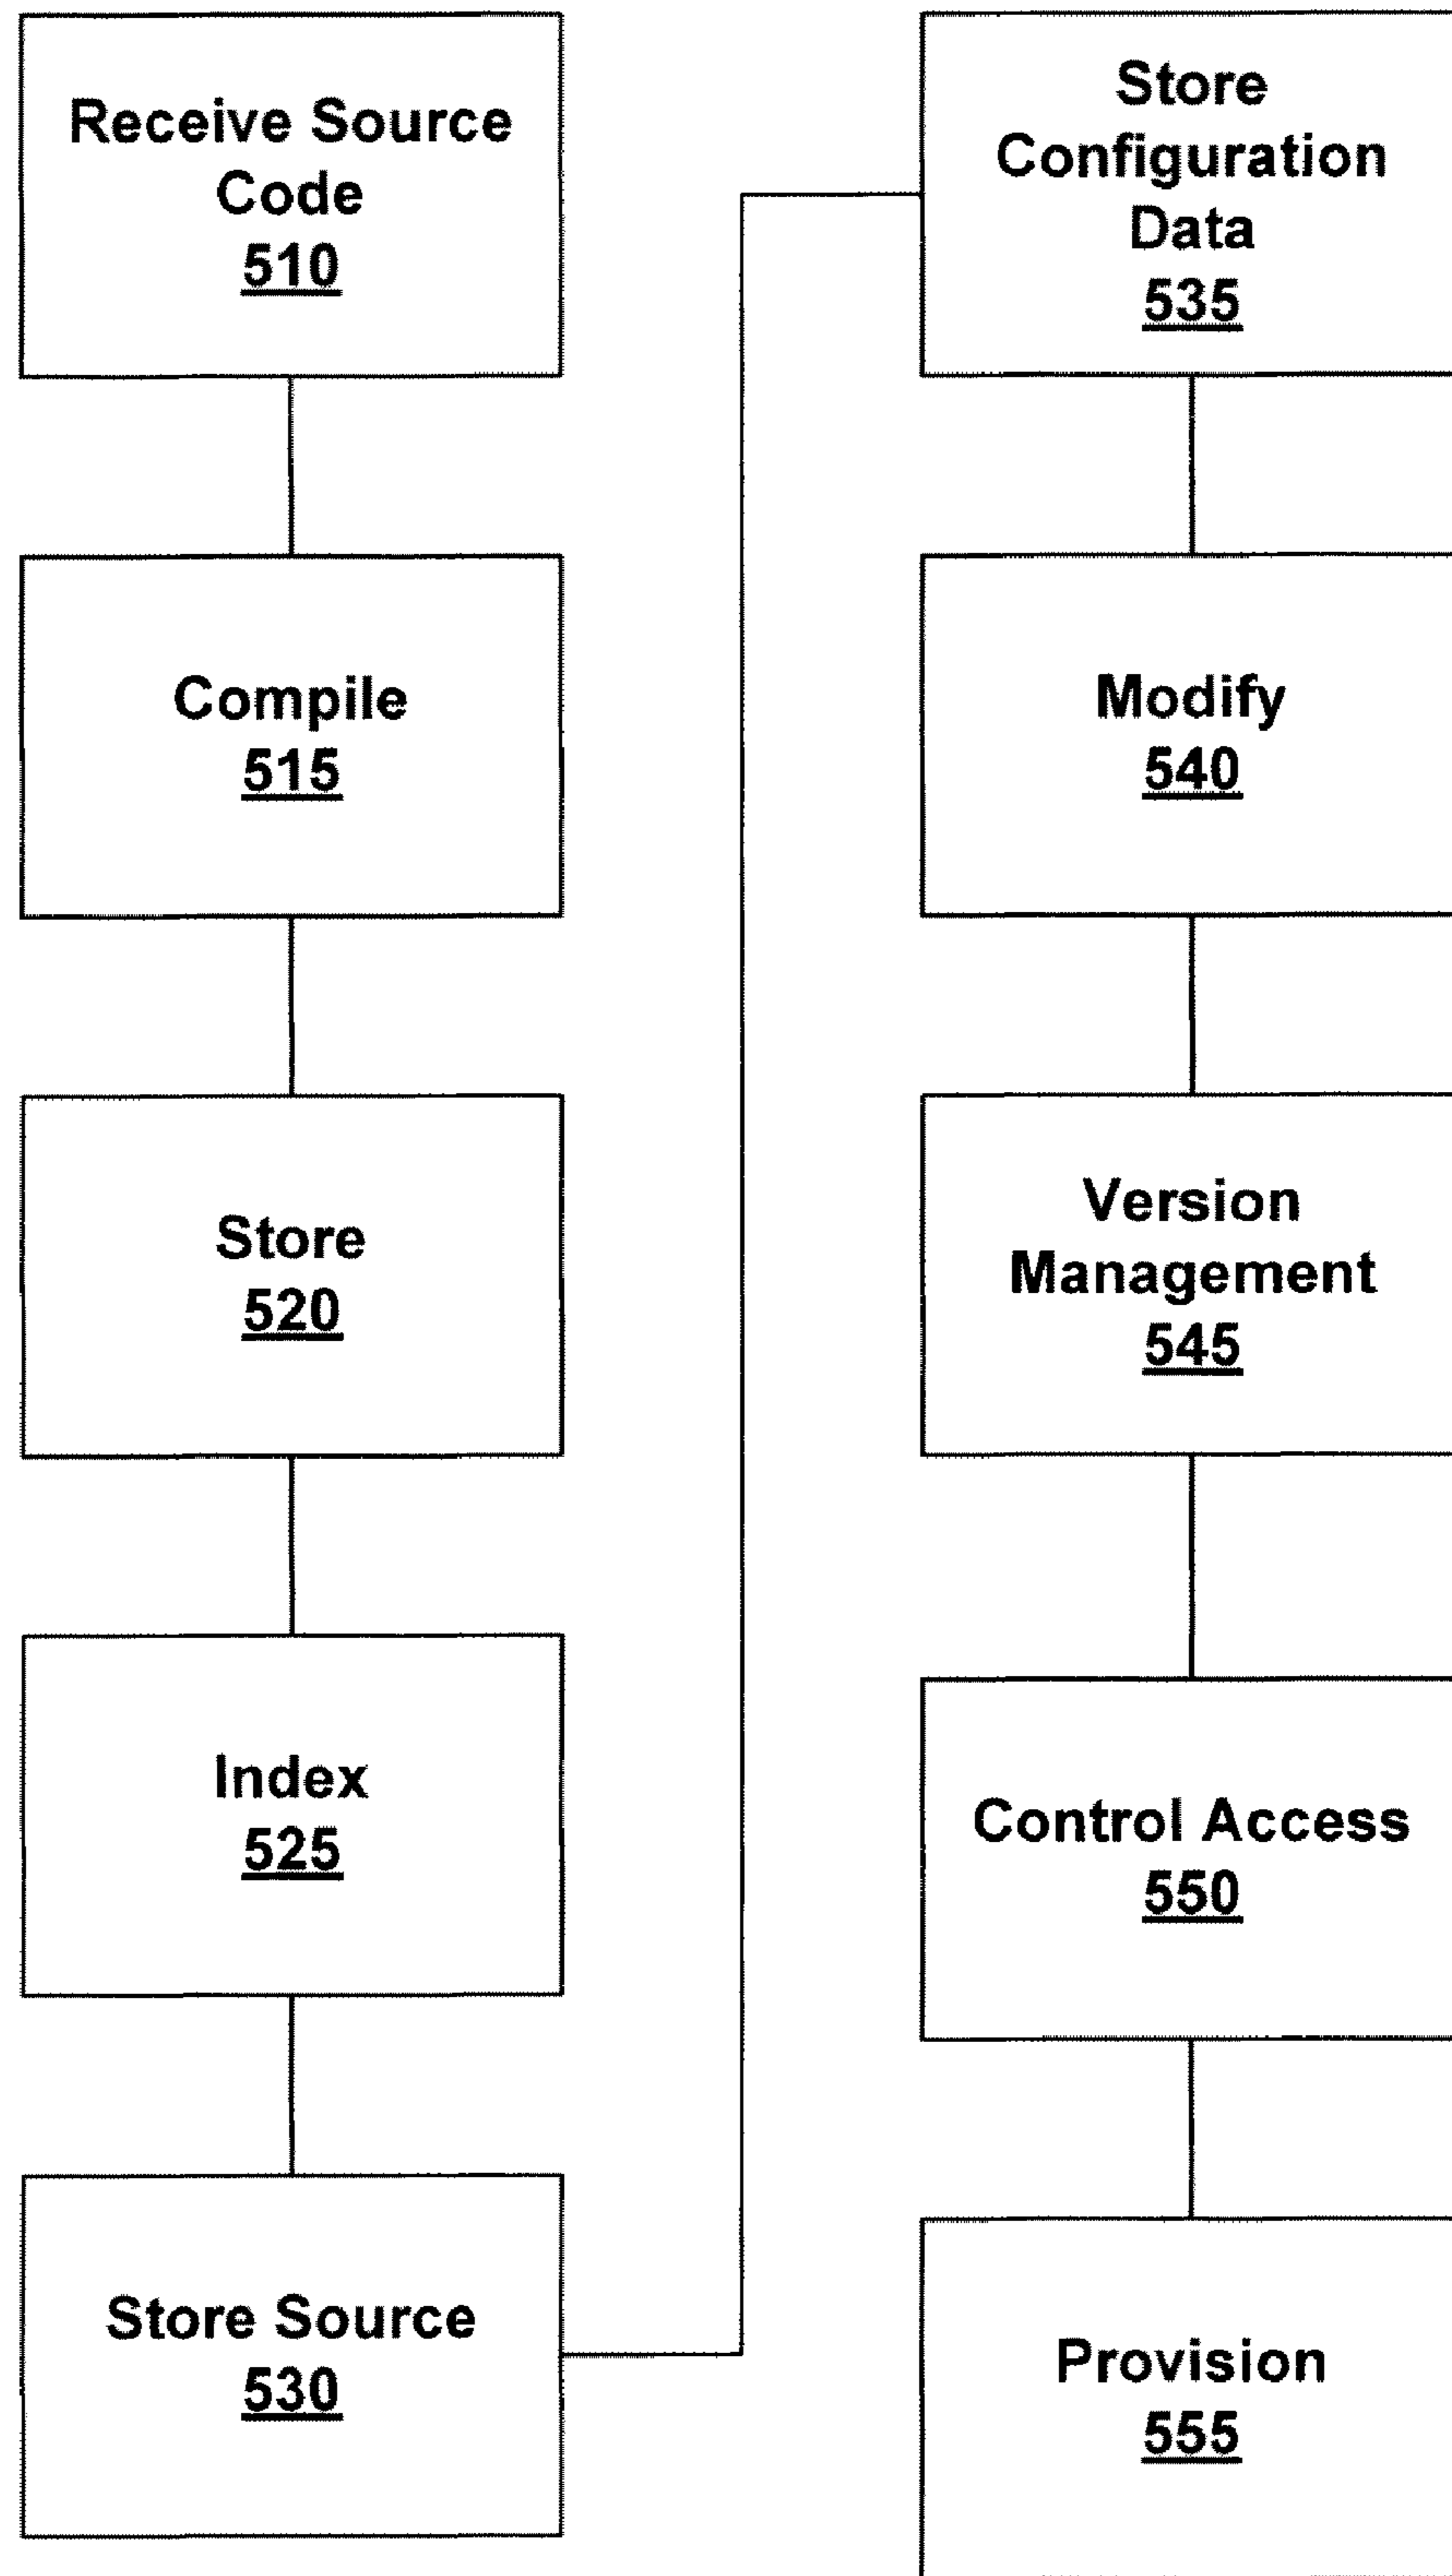 Receive Source
Code
510
Compile
515
Store
520
Index
525
Store Source
530
Store
Configuration
Data
535
Modify
540
Version
Management
545
Control Access
550
Provision
555